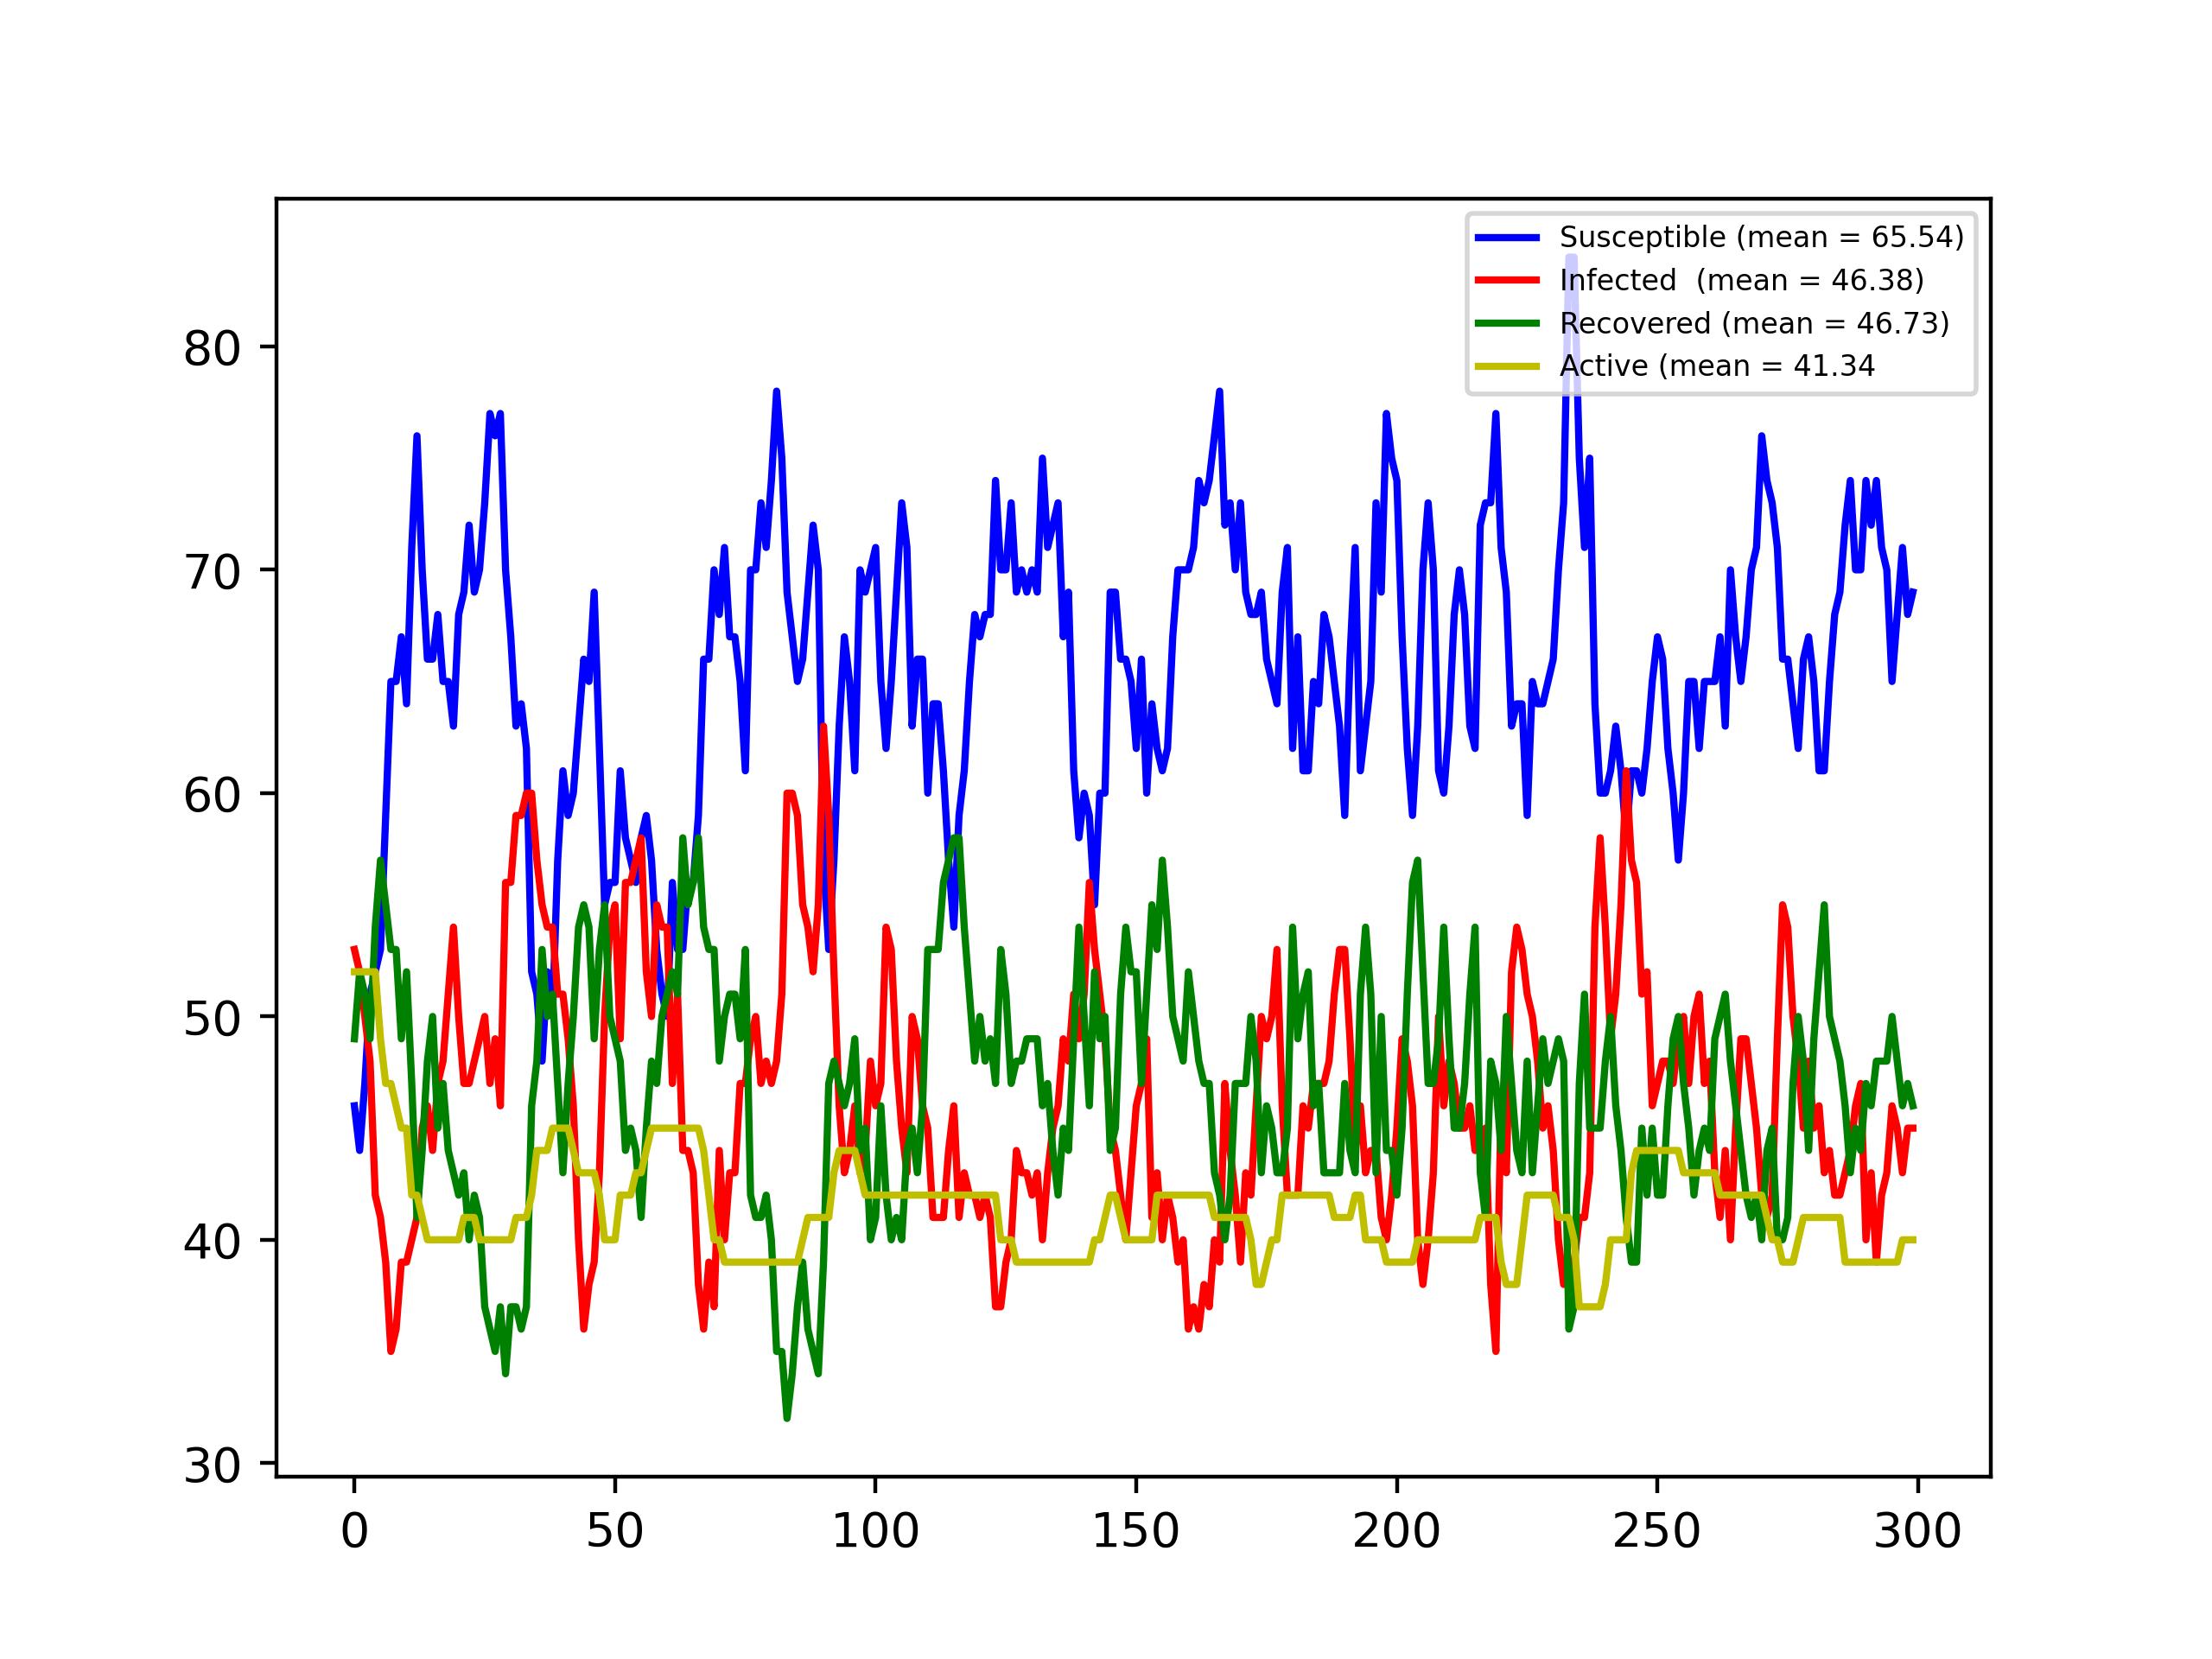 Susceptible (mean = 65.54)
Infected  (mean = 46.38)
Recovered (mean = 46.73)
Active (mean = 41.34
80
70
60
50
40
30
0 50 100 150 200 250 300